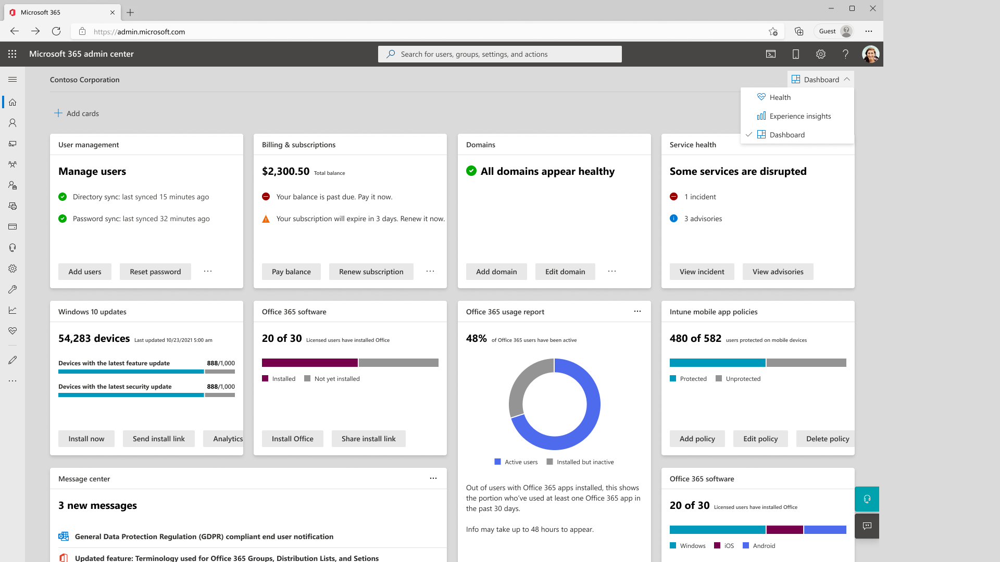 Microsoft 365
https://admin.microsoft.com
Guest
Microsoft 365 admin center
Search for users, groups, settings, and actions
Contoso Corporation
Dashboard
Health
Experience insights
Dashboard
Add cards
User management
Manage users
Directory sync: last synced 15 minutes ago
Password sync: last synced 32 minutes ago
Add users
Reset password
Billing & subscriptions
$2,300.50 Total balance
Your balance is past due. Pay it now.
Your subscription will expire in 3 days. Renew it now.
Pay balance
Renew subscription
Domains
All domains appear healthy
Add domain
Edit domain
Service health
Some services are disrupted
1 incident
3 advisories
View incident
View advisories
Windows 10 updates
54,283 devices Last updated 10/23/2021 5:00 am
Devices with the latest feature update 888/1,000
Devices with the latest security update 888/1,000
Install now
Send install link
Analytics
Office 365 software
20 of 30 Licensed users have installed Office
Installed
Not yet installed
Install Office
Share install link
Office 365 usage report
48% of Office 365 users have been active
Active users
Installed but inactive
Out of users with Office 365 apps installed, this shows
the portion who’ve used at least one Office 365 app in
the past 30 days.
Info may take up to 48 hours to appear.
Intune mobile app policies
480 of 582 users protected on mobile devices
Protected
Unprotected
Add policy
Edit policy
Delete policy
Message center
3 new messages
General Data Protection Regulation (GDPR) compliant end user notification
Updated feature: Terminology used for Office 365 Groups, Distribution Lists, and Setions
Office 365 software
20 of 30 Licensed users have installed Office
Windows
iOS
Android